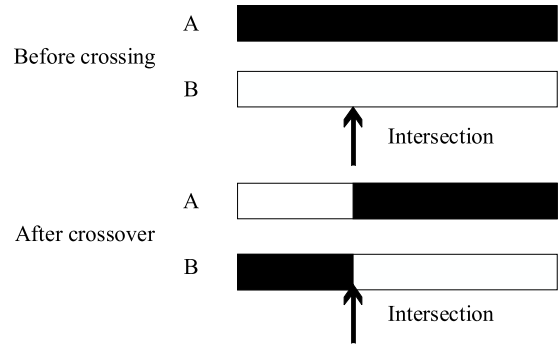 A
Before crossing
B
Intersection
A
After crossover
B
Intersection